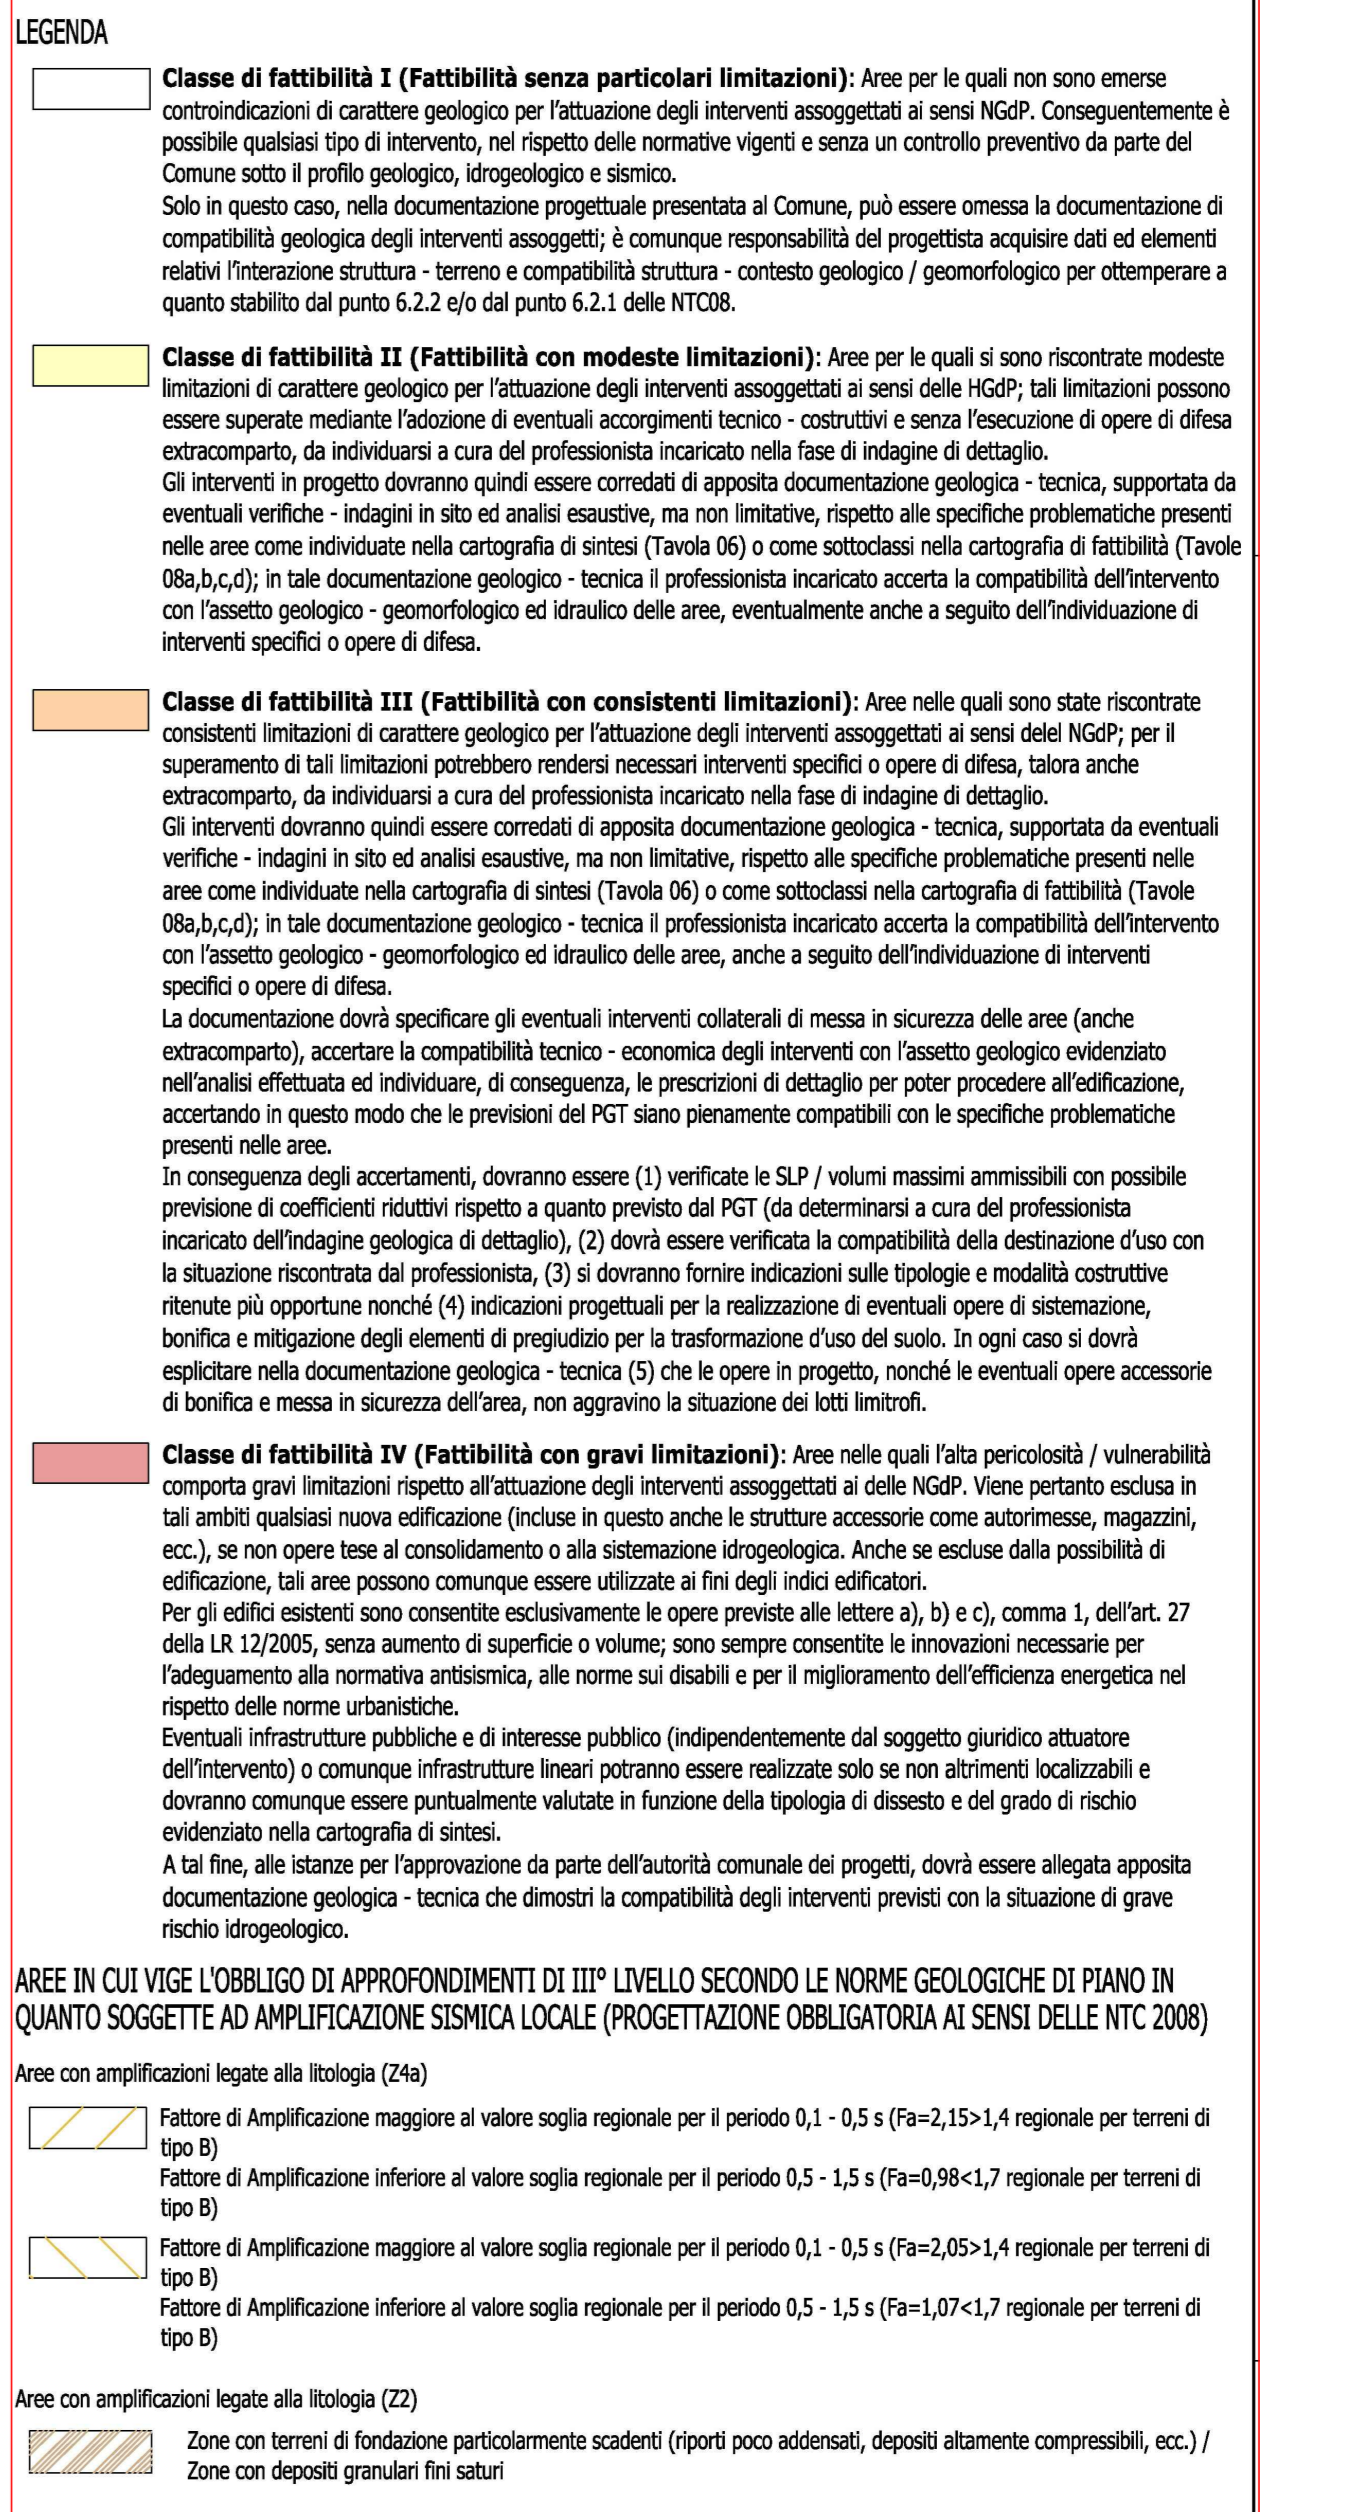 LEGENDA
Classe di fattibilità I (Fattibilità senza particolari limitazioni): Aree per le quali non sono emerse
controindicazioni di carattere geologico per l'attuazione degli interventi assoggettati ai sensi NGdP. Conseguentemente è
possibile qualsiasi tipo di intervento, nel rispetto delle normative vigenti e senza un controllo preventivo da parte del
Comune sotto il profilo geologico, idrogeologico e sismico.
Solo in questo caso, nella documentazione progettuale presentata al Comune, può essere omessa la documentazione di
compatibilità geologica degli interventi assoggetti; è comunque responsabilità del progettista acquisire dati ed elementi
relativi l'interazione struttura - terreno e compatibilità struttura - contesto geologico / geomorfologico per ottemperare a
quanto stabilito dal punto 6.2.2 e/o dal punto 6.2.1 delle NTC08.
Classe di fattibilità II (Fattibilità con modeste limitazioni): Aree per le quali si sono riscontrate modeste
limitazioni di carattere geologico per l'attuazione degli interventi assoggettati ai sensi delle HGdP; tali limitazioni possono
essere superate mediante l'adozione di eventuali accorgimenti tecnico - costruttivi e senza l'esecuzione di opere di difesa
extracomparto, da individuarsi a cura del professionista incaricato nella fase di indagine di dettaglio.
Gli interventi in progetto dovranno quindi essere corredati di apposita documentazione geologica - tecnica, supportata da
eventuali verifiche - indagini in sito ed analisi esaustive, ma non limitative, rispetto alle specifiche problematiche presenti
nelle aree come individuate nella cartografia di sintesi (Tavola 06) o come sottoclassi nella cartografia di fattibilità (Tavole
08a,b,c,d); in tale documentazione geologico - tecnica il professionista incaricato accerta la compatibilità dell'intervento
con l'assetto geologico - geomorfologico ed idraulico delle aree, eventualmente anche a seguito dell'individuazione di
interventi specifici o opere di difesa.
Classe di fattibilità III (Fattibilità con consistenti limitazioni): Aree nelle quali sono state riscontrate
consistenti limitazioni di carattere geologico per l'attuazione degli interventi assoggettati ai sensi delel NGdP; per il
superamento di tali limitazioni potrebbero rendersi necessari interventi specifici o opere di difesa, talora anche
extracomparto, da individuarsi a cura del professionista incaricato nella fase di indagine di dettaglio.
Gli interventi dovranno quindi essere corredati di apposita documentazione geologica - tecnica, supportata da eventuali
verifiche - indagini in sito ed analisi esaustive, ma non limitative, rispetto alle specifiche problematiche presenti nelle
aree come individuate nella cartografia di sintesi (Tavola 06) o come sottoclassi nella cartografia di fattibilità (Tavole
08a,b,c,d); in tale documentazione geologico - tecnica il professionista incaricato accerta la compatibilità dell'intervento
con l'assetto geologico - geomorfologico ed idraulico delle aree, anche a seguito dell'individuazione di interventi
specifici o opere di difesa.
La documentazione dovrà specificare gli eventuali interventi collaterali di messa in sicurezza delle aree (anche
extracomparto), accertare la compatibilità tecnico - economica degli interventi con l'assetto geologico evidenziato
nell'analisi effettuata ed individuare, di conseguenza, le prescrizioni di dettaglio per poter procedere all'edificazione,
accertando in questo modo che le previsioni del PGT siano pienamente compatibili con le specifiche problematiche
presenti nelle aree.
In conseguenza degli accertamenti, dovranno essere (1) verificate le SLP / volumi massimi ammissibili con possibile
previsione di coefficienti riduttivi rispetto a quanto previsto dal PGT (da determinarsi a cura del professionista
incaricato dell'indagine geologica di dettaglio), (2) dovrà essere verificata la compatibilità della destinazione d'uso con
la situazione riscontrata dal professionista, (3) si dovranno fornire indicazioni sulle tipologie e modalità costruttive
ritenute più opportune nonché (4) indicazioni progettuali per la realizzazione di eventuali opere di sistemazione,
bonifica e mitigazione degli elementi di pregiudizio per la trasformazione d'uso del suolo. In ogni caso si dovrà
esplicitare nella documentazione geologica - tecnica (5) che le opere in progetto, nonché le eventuali opere accessorie
di bonifica e messa in sicurezza dell'area, non aggravino la situazione dei lotti limitrofi.
Classe di fattibilità IV (Fattibilità con gravi limitazioni): Aree nelle quali l'alta pericolosità / vulnerabilità
comporta gravi limitazioni rispetto all'attuazione degli interventi assoggettati ai delle NGdP. Viene pertanto esclusa in
tali ambiti qualsiasi nuova edificazione (incluse in questo anche le strutture accessorie come autorimesse, magazzini,
ecc.), se non opere tese al consolidamento o alla sistemazione idrogeologica. Anche se escluse dalla possibilità di
edificazione, tali aree possono comunque essere utilizzate ai fini degli indici edificatori.
Per gli edifici esistenti sono consentite esclusivamente le opere previste alle lettere a), b) e c), comma 1, dell'art. 27
della LR 12/2005, senza aumento di superficie o volume; sono sempre consentite le innovazioni necessarie per
l'adeguamento alla normativa antisismica, alle norme sui disabili e per il miglioramento dell'efficienza energetica nel
rispetto delle norme urbanistiche.
Eventuali infrastrutture pubbliche e di interesse pubblico (indipendentemente dal soggetto giuridico attuatore
dell'intervento) o comunque infrastrutture lineari potranno essere realizzate solo se non altrimenti localizzabili e
dovranno comunque essere puntualmente valutate in funzione della tipologia di dissesto e del grado di rischio
evidenziato nella cartografia di sintesi.
A tal fine, alle istanze per l'approvazione da parte dell'autorità comunale dei progetti, dovrà essere allegata apposita
documentazione geologica - tecnica che dimostri la compatibilità degli interventi previsti con la situazione di grave
rischio idrogeologico.
AREE IN CUI VIGE L'OBBLIGO DI APPROFONDIMENTI DI III° LIVELLO SECONDO LE NORME GEOLOGICHE DI PIANO IN
QUANTO SOGGETTE AD AMPLIFICAZIONE SISMICA LOCALE (PROGETTAZIONE OBBLIGATORIA AI SENSI DELLE NTC 2008)
Aree con amplificazioni legate alla litologia (Z4a)
Fattore di Amplificazione maggiore al valore soglia regionale per il periodo 0,1 - 0,5 s (Fa=2,15>1,4 regionale per terreni di
tipo B)
Fattore di Amplificazione inferiore al valore soglia regionale per il periodo 0,5 - 1,5 s (Fa=0,98<1,7 regionale per terreni di
tipo B)
Fattore di Amplificazione maggiore al valore soglia regionale per il periodo 0,1 - 0,5 s (Fa=2,05>1,4 regionale per terreni di
tipo B)
Fattore di Amplificazione inferiore al valore soglia regionale per il periodo 0,5 - 1,5 s (Fa=1,07<1,7 regionale per terreni di
tipo B)
Aree con amplificazioni legate alla litologia (Z2)
Zone con terreni di fondazione particolarmente scadenti (riporti poco addensati, depositi altamente compressibili, ecc.) /
Zone con depositi granulari fini saturi